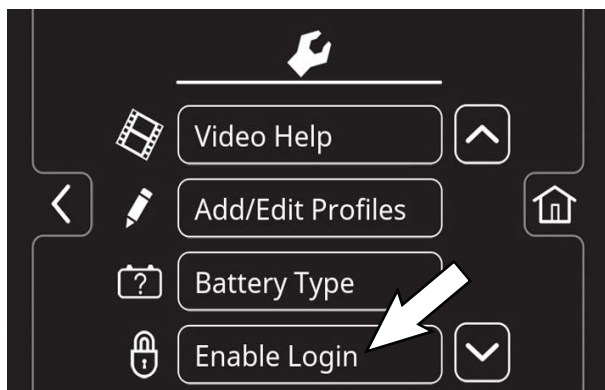 Video Help
Add/Edit Profiles
Battery Type
Enable Login